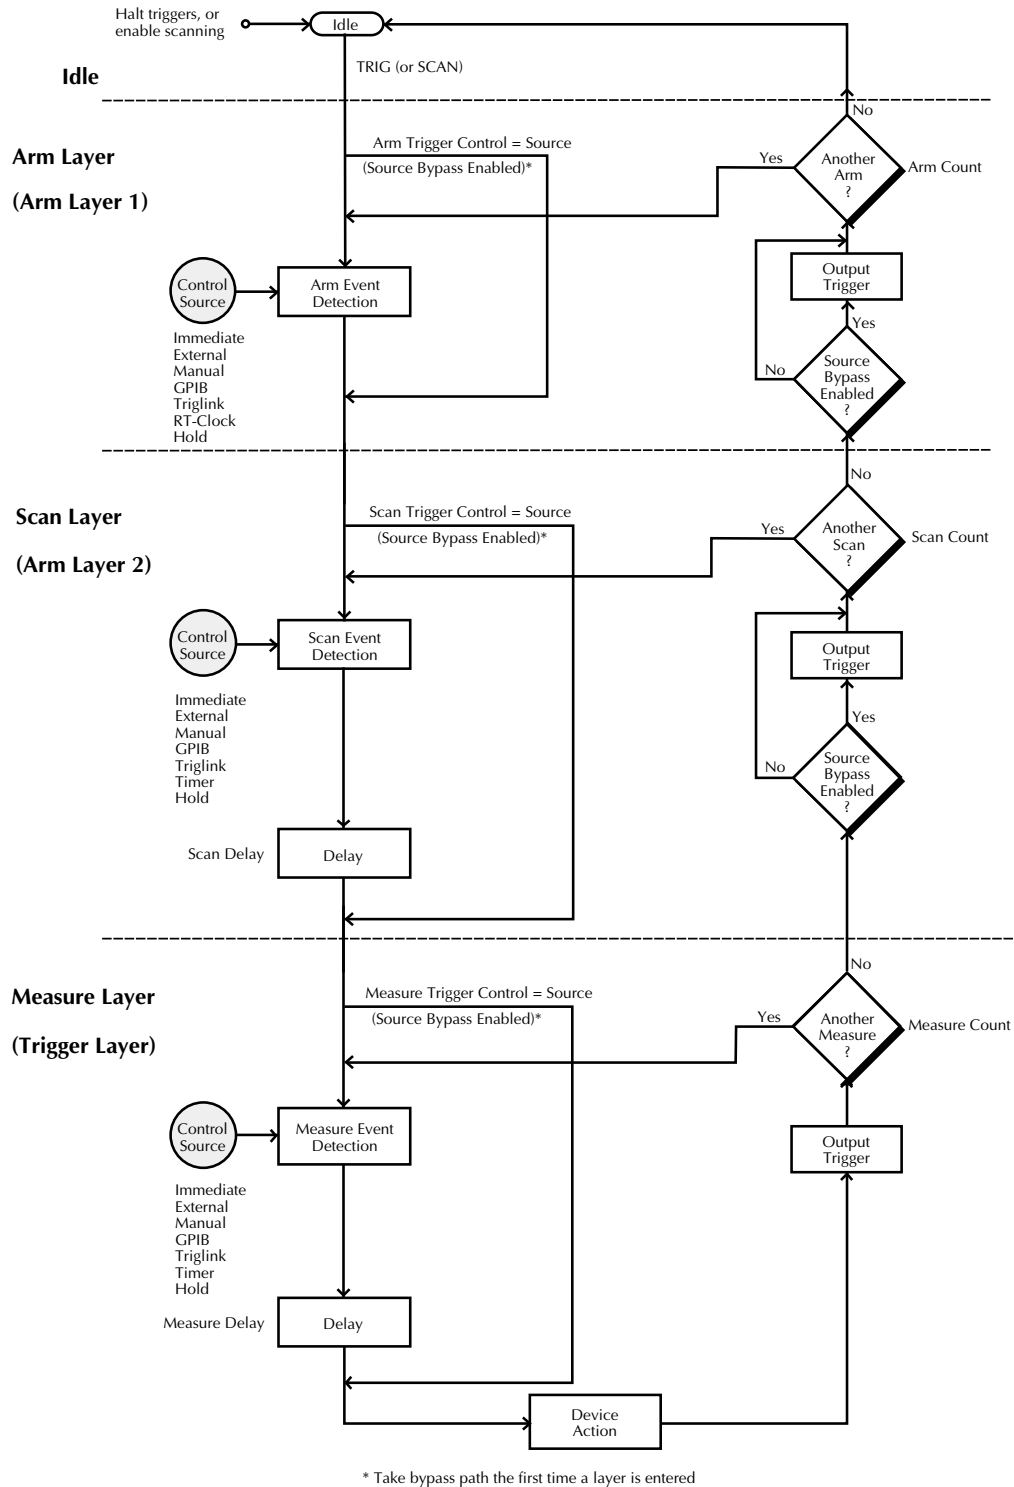 Halt triggers, or
enable scanning
Idle
TRIG (or SCAN)
Idle
No
Arm Layer
(Arm Layer 1)
Arm Trigger Control = Source
(Source Bypass Enabled)*
Yes
Another
Arm
?
Arm Count
Control
Source
Arm Event
Detection
Output
Trigger
Immediate
External
Manual
GPIB
Triglink
RT-Clock
Hold
Yes
No
Source
Bypass
Enabled
?
No
Scan Layer
(Arm Layer 2)
Scan Trigger Control = Source
(Source Bypass Enabled)*
Yes
Another
Scan
?
Scan Count
Control
Source
Scan Event
Detection
Output
Trigger
Immediate
External
Manual
GPIB
Triglink
Timer
Hold
Yes
No
Source
Bypass
Enabled
?
Scan Delay
Delay
No
Measure Layer
(Trigger Layer)
Measure Trigger Control = Source
(Source Bypass Enabled)*
Yes
Another
Measure
?
Measure Count
Control
Source
Measure Event
Detection
Output
Trigger
Immediate
External
Manual
GPIB
Triglink
Timer
Hold
Measure Delay
Delay
Device
Action
* Take bypass path the first time a layer is entered